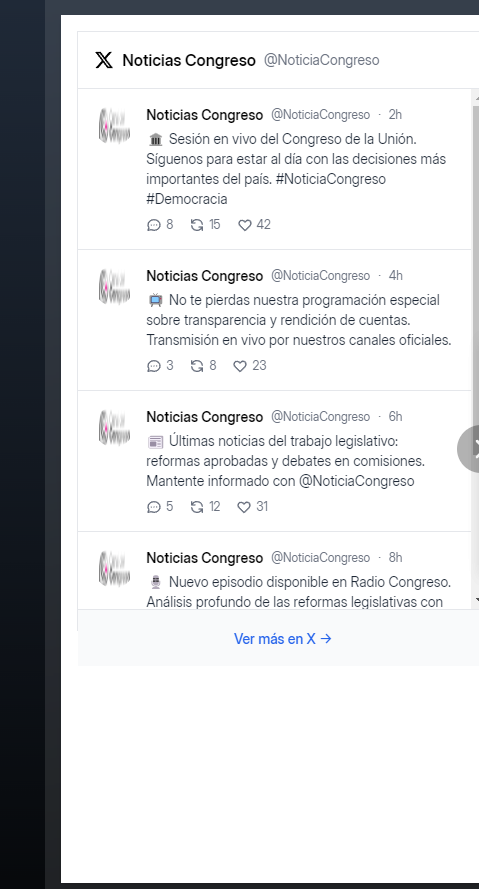 Noticias Congreso @NoticiaCongreso
Noticias Congreso @NoticiaCongreso · 2h
🏛️ Sesión en vivo del Congreso de la Unión.
Síguenos para estar al día con las decisiones más
importantes del país. #NoticiaCongreso
#Democracia
8 15 42
Noticias Congreso @NoticiaCongreso · 4h
📺 No te pierdas nuestra programación especial
sobre transparencia y rendición de cuentas.
Transmisión en vivo por nuestros canales oficiales.
3 8 23
Noticias Congreso @NoticiaCongreso · 6h
📰 Últimas noticias del trabajo legislativo:
reformas aprobadas y debates en comisiones.
Mantente informado con @NoticiaCongreso
5 12 31
Noticias Congreso @NoticiaCongreso · 8h
🎙️ Nuevo episodio disponible en Radio Congreso.
Análisis profundo de las reformas legislativas con
Ver más en X →